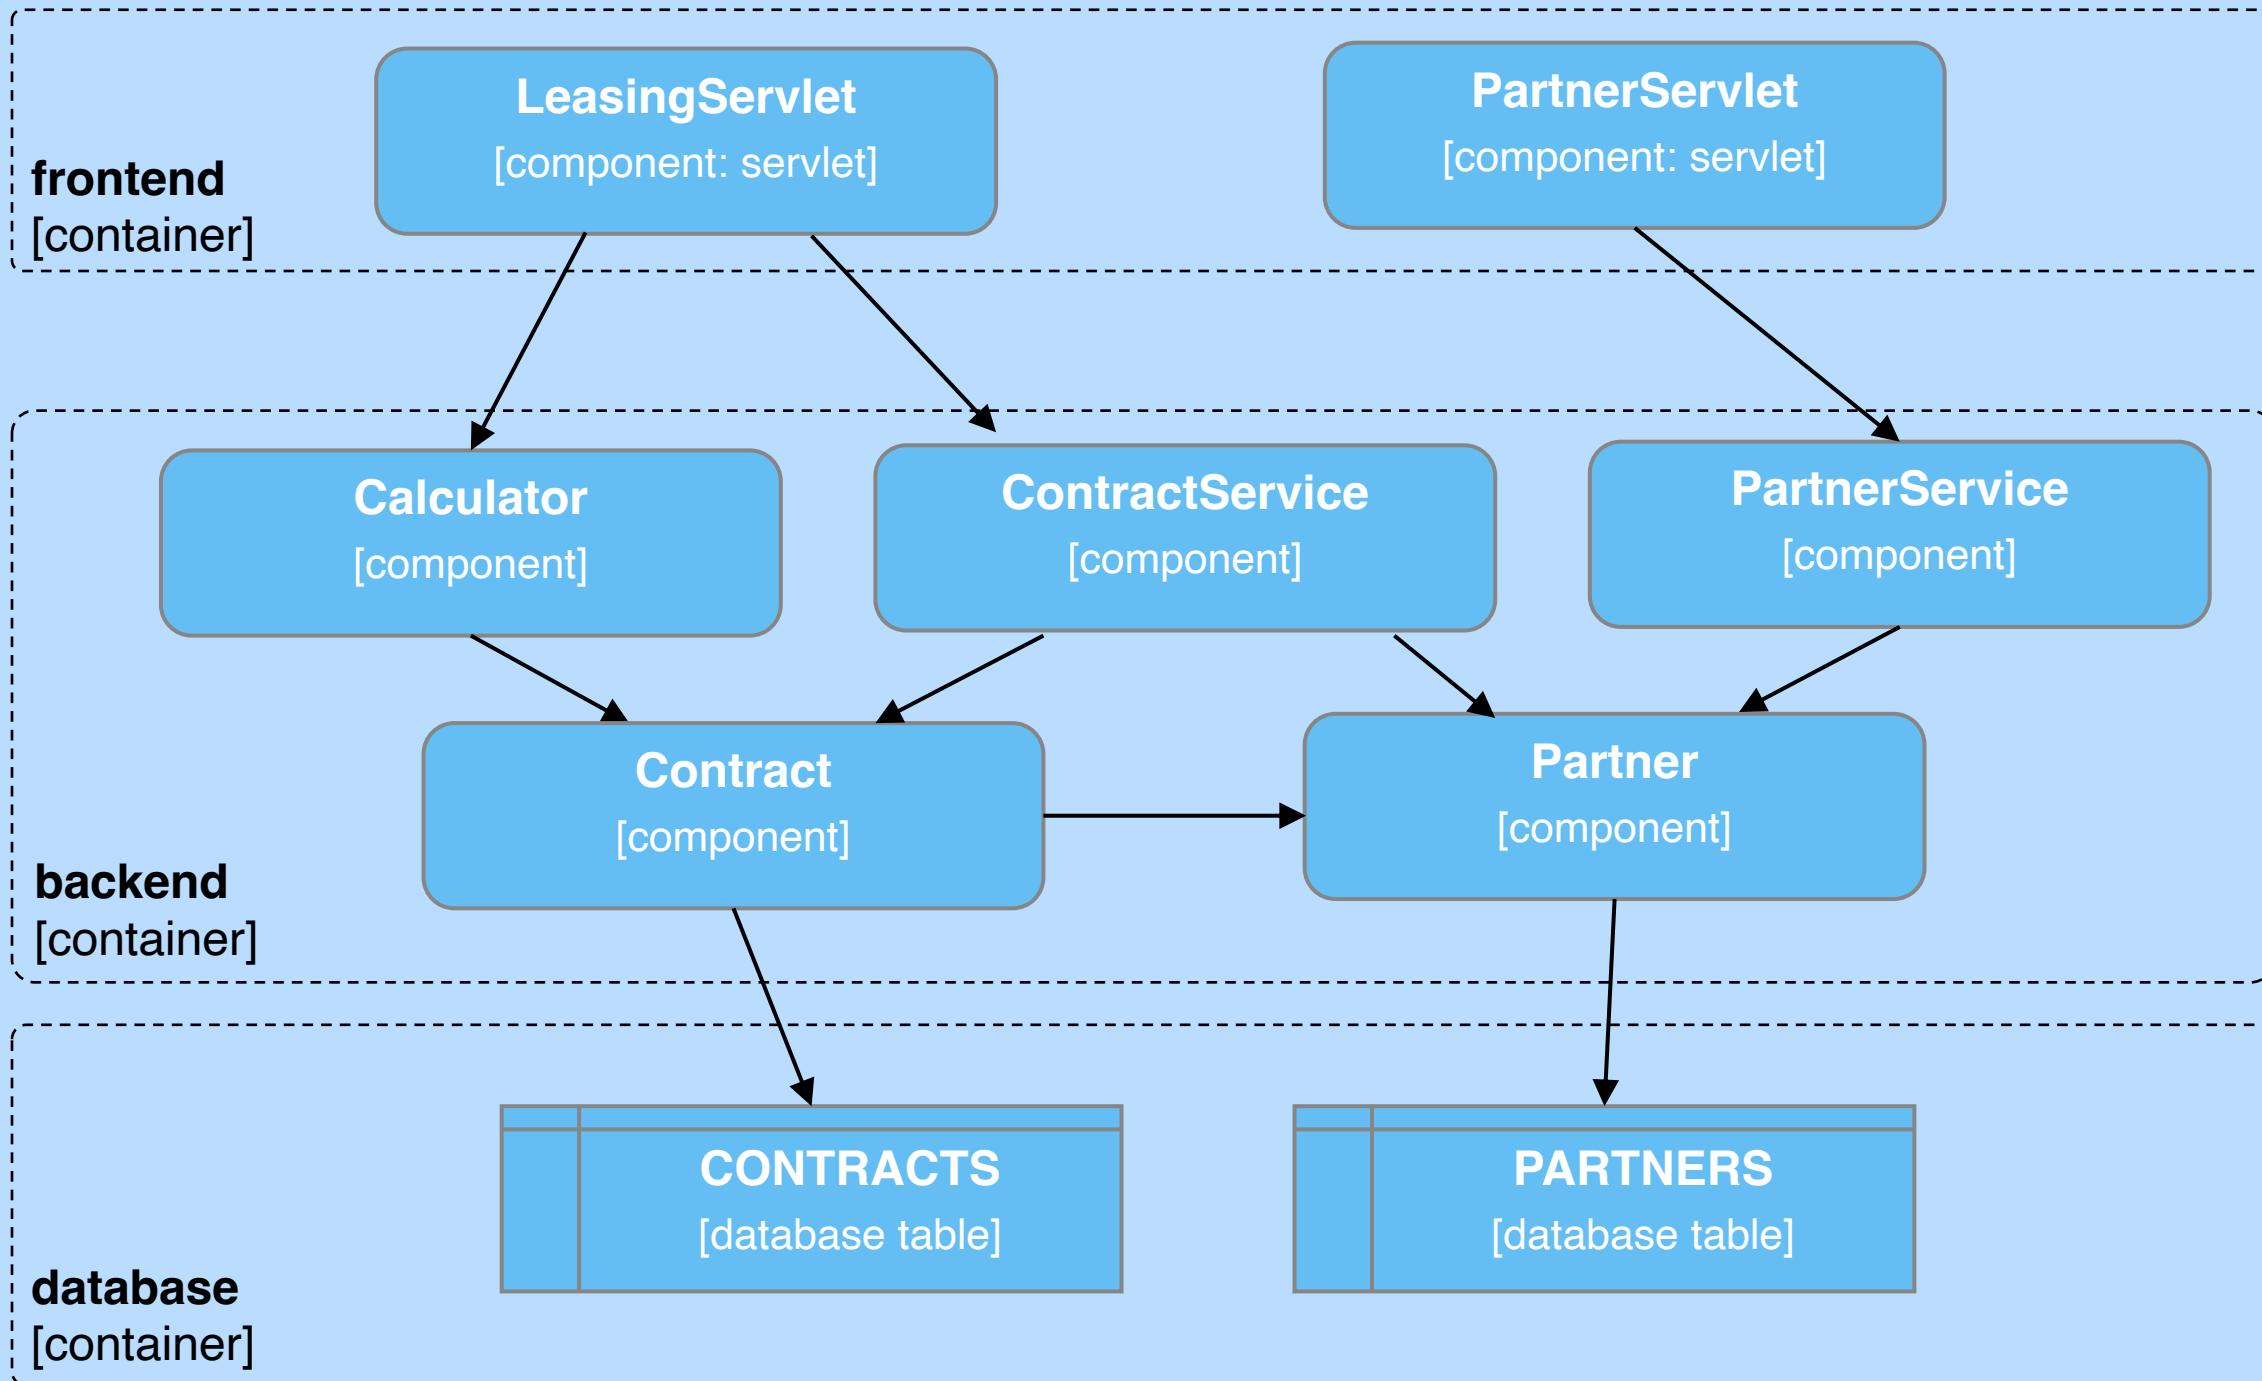 LeasingServlet
[component: servlet]
PartnerServlet
[component: servlet]
frontend
[container]
Calculator
[component]
ContractService
[component]
PartnerService
[component]
Contract
[component]
Partner
[component]
backend
[container]
CONTRACTS
[database table]
PARTNERS
[database table]
database
[container]